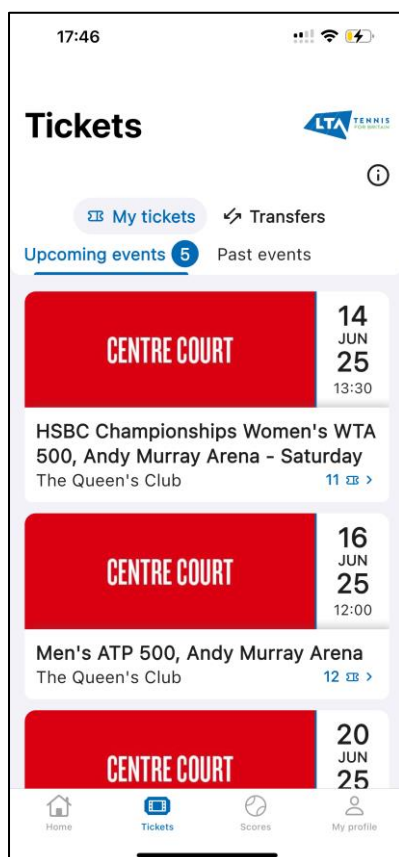 17:46
Tickets
LTA TENNIS
FOR BRITAIN
My tickets
Transfers
Upcoming events 5
Past events
CENTRE COURT
14
JUN
25
13:30
HSBC Championships Women's WTA
500, Andy Murray Arena - Saturday
The Queen's Club
11
CENTRE COURT
16
JUN
25
12:00
Men's ATP 500, Andy Murray Arena
The Queen's Club
12
CENTRE COURT
20
JUN
25
Home
Tickets
Scores
My profile